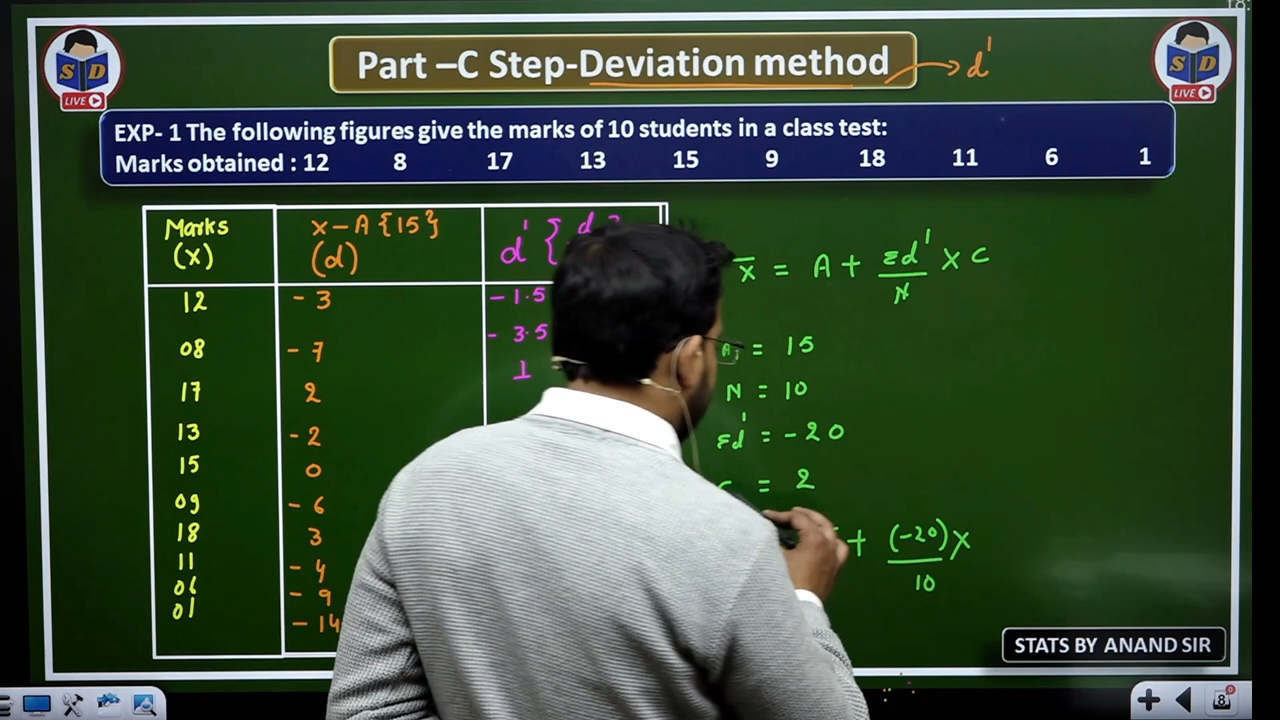 Part –C Step-Deviation method
d'
S D
LIVE
S D
LIVE
EXP- 1 The following figures give the marks of 10 students in a class test:
Marks obtained : 12 8 17 13 15 9 18 11 6 1
Marks
(X)
x – A {15}
(d)
d' { d
12 - 3 - 1.5
08 - 7 - 3.5
17 2 1
13 - 2
15 0
09 - 6
18 3
11 - 4
06 - 9
01 - 14
X = A + Σd' X C
N
A = 15
N = 10
Σd' = - 20
= 2
+ (-20) X
10
STATS BY ANAND SIR